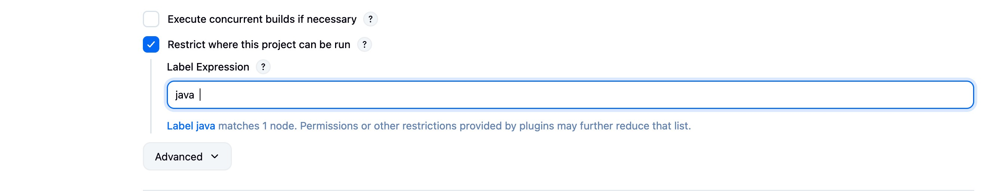 Execute concurrent builds if necessary ?
Restrict where this project can be run ?
Label Expression ?
java
Label java matches 1 node. Permissions or other restrictions provided by plugins may further reduce that list.
Advanced